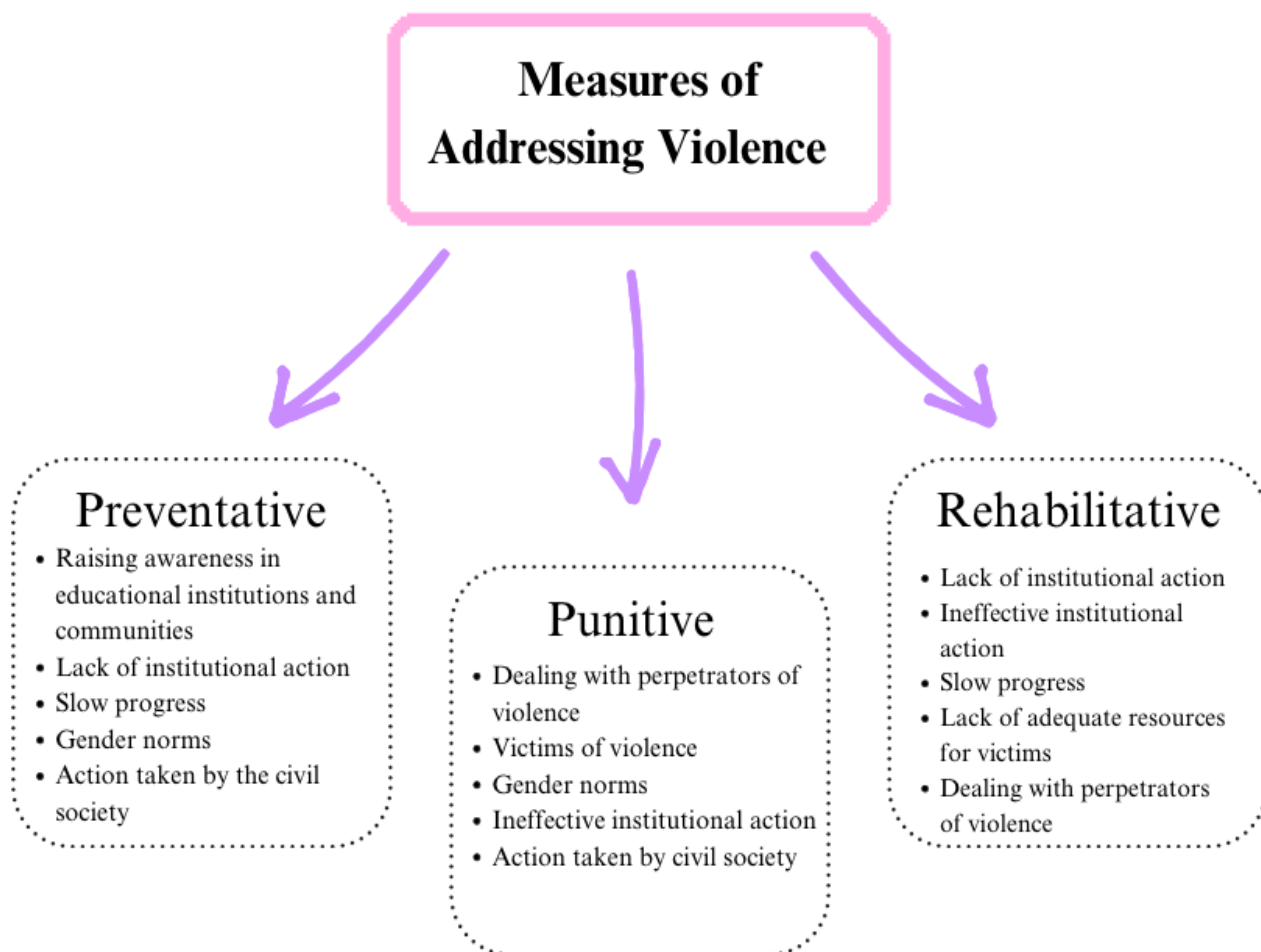 Measures of
Addressing Violence
Preventative
• Raising awareness in
educational institutions and
communities
• Lack of institutional action
• Slow progress
• Gender norms
• Action taken by the civil
society
Punitive
• Dealing with perpetrators of
violence
• Victims of violence
• Gender norms
• Ineffective institutional action
• Action taken by civil society
Rehabilitative
• Lack of institutional action
• Ineffective institutional
action
• Slow progress
• Lack of adequate resources
for victims
• Dealing with perpetrators
of violence